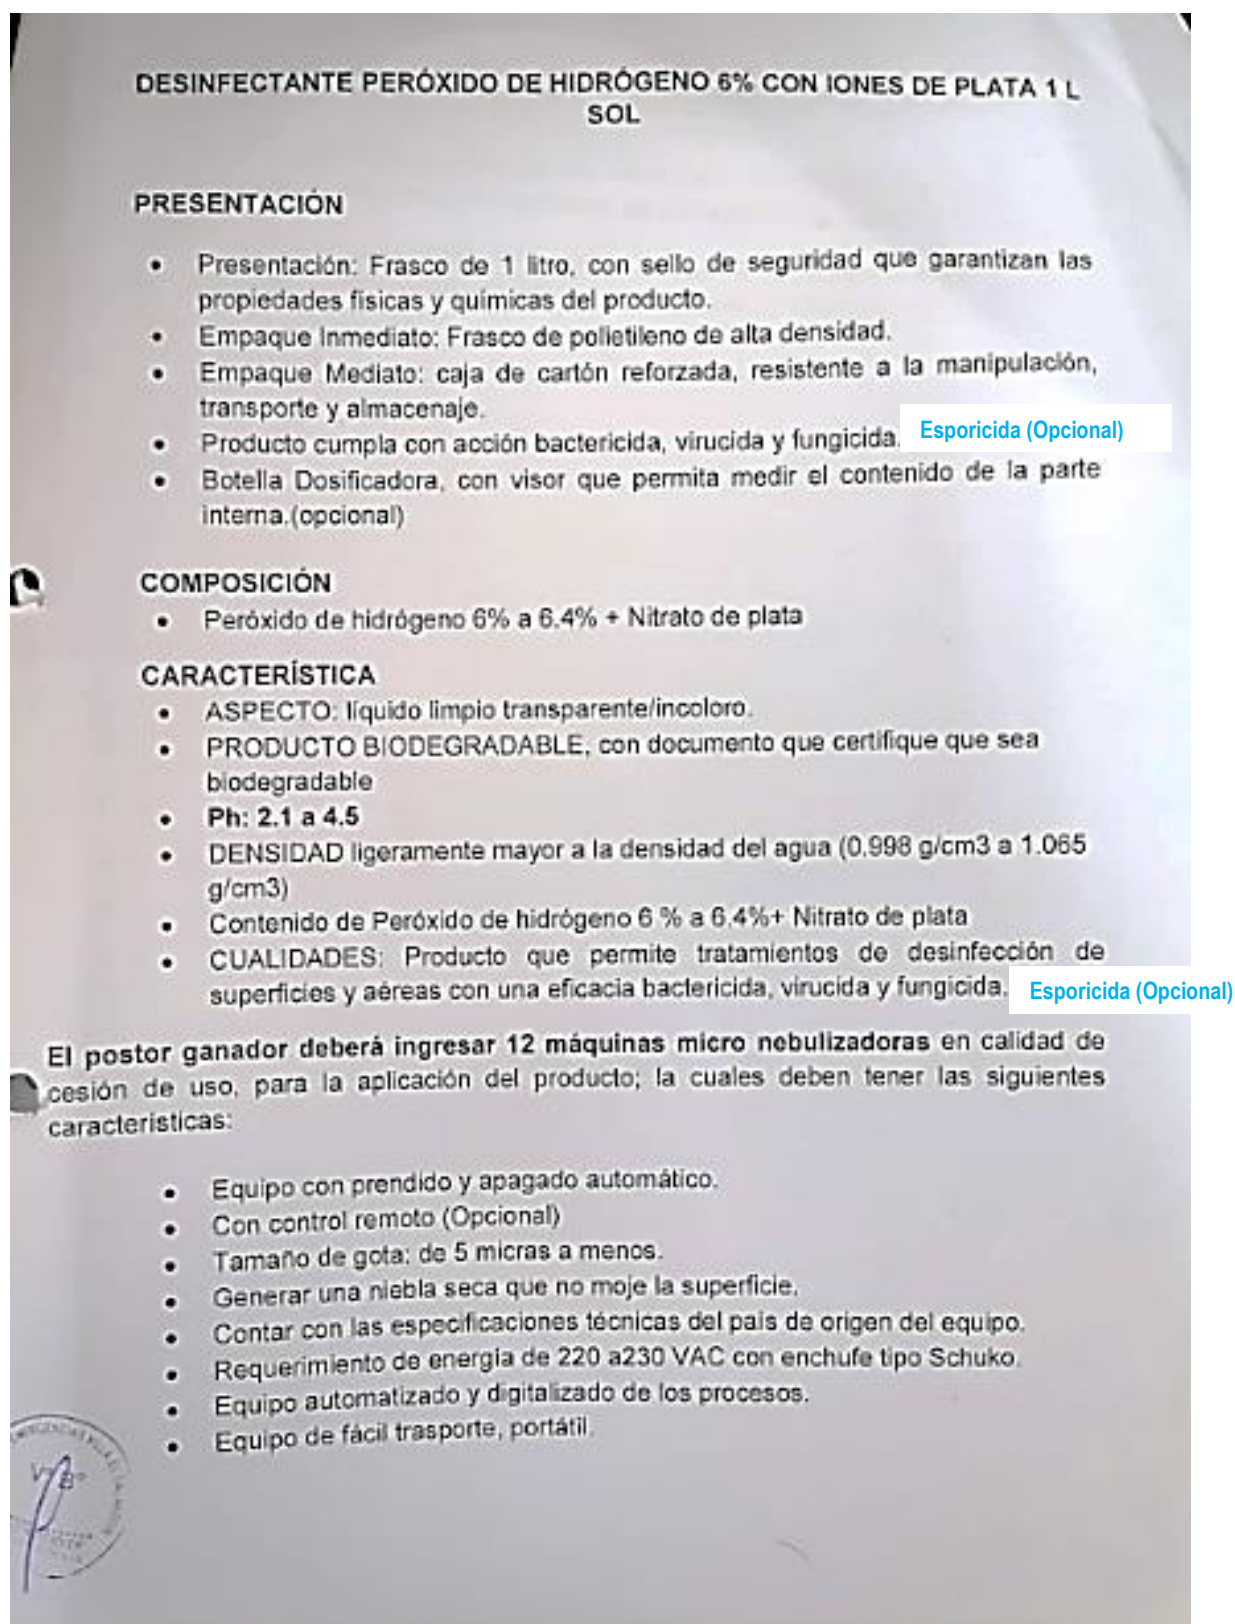 DESINFECTANTE PERÓXIDO DE HIDRÓGENO 6% CON IONES DE PLATA 1 L
SOL
PRESENTACIÓN
• Presentación: Frasco de 1 litro, con sello de seguridad que garantizan las
propiedades físicas y químicas del producto.
• Empaque Inmediato: Frasco de polietileno de alta densidad.
• Empaque Mediato: caja de cartón reforzada, resistente a la manipulación,
transporte y almacenaje.
• Producto cumpla con acción bactericida, virucida y fungicida. Esporicida (Opcional)
• Botella Dosificadora, con visor que permita medir el contenido de la parte
interna.(opcional)
COMPOSICIÓN
• Peróxido de hidrógeno 6% a 6.4% + Nitrato de plata
CARACTERÍSTICA
• ASPECTO: líquido limpio transparente/incoloro.
• PRODUCTO BIODEGRADABLE, con documento que certifique que sea
biodegradable
• Ph: 2.1 a 4.5
• DENSIDAD ligeramente mayor a la densidad del agua (0.998 g/cm3 a 1.065
g/cm3)
• Contenido de Peróxido de hidrógeno 6 % a 6.4%+ Nitrato de plata
• CUALIDADES: Producto que permite tratamientos de desinfección de
superficies y aéreas con una eficacia bactericida, virucida y fungicida. Esporicida (Opcional)
El postor ganador deberá ingresar 12 máquinas micro nebulizadoras en calidad de
cesión de uso, para la aplicación del producto; la cuales deben tener las siguientes
características:
• Equipo con prendido y apagado automático.
• Con control remoto (Opcional)
• Tamaño de gota: de 5 micras a menos.
• Generar una niebla seca que no moje la superficie.
• Contar con las especificaciones técnicas del país de origen del equipo.
• Requerimiento de energía de 220 a230 VAC con enchufe tipo Schuko.
• Equipo automatizado y digitalizado de los procesos.
• Equipo de fácil trasporte, portátil.